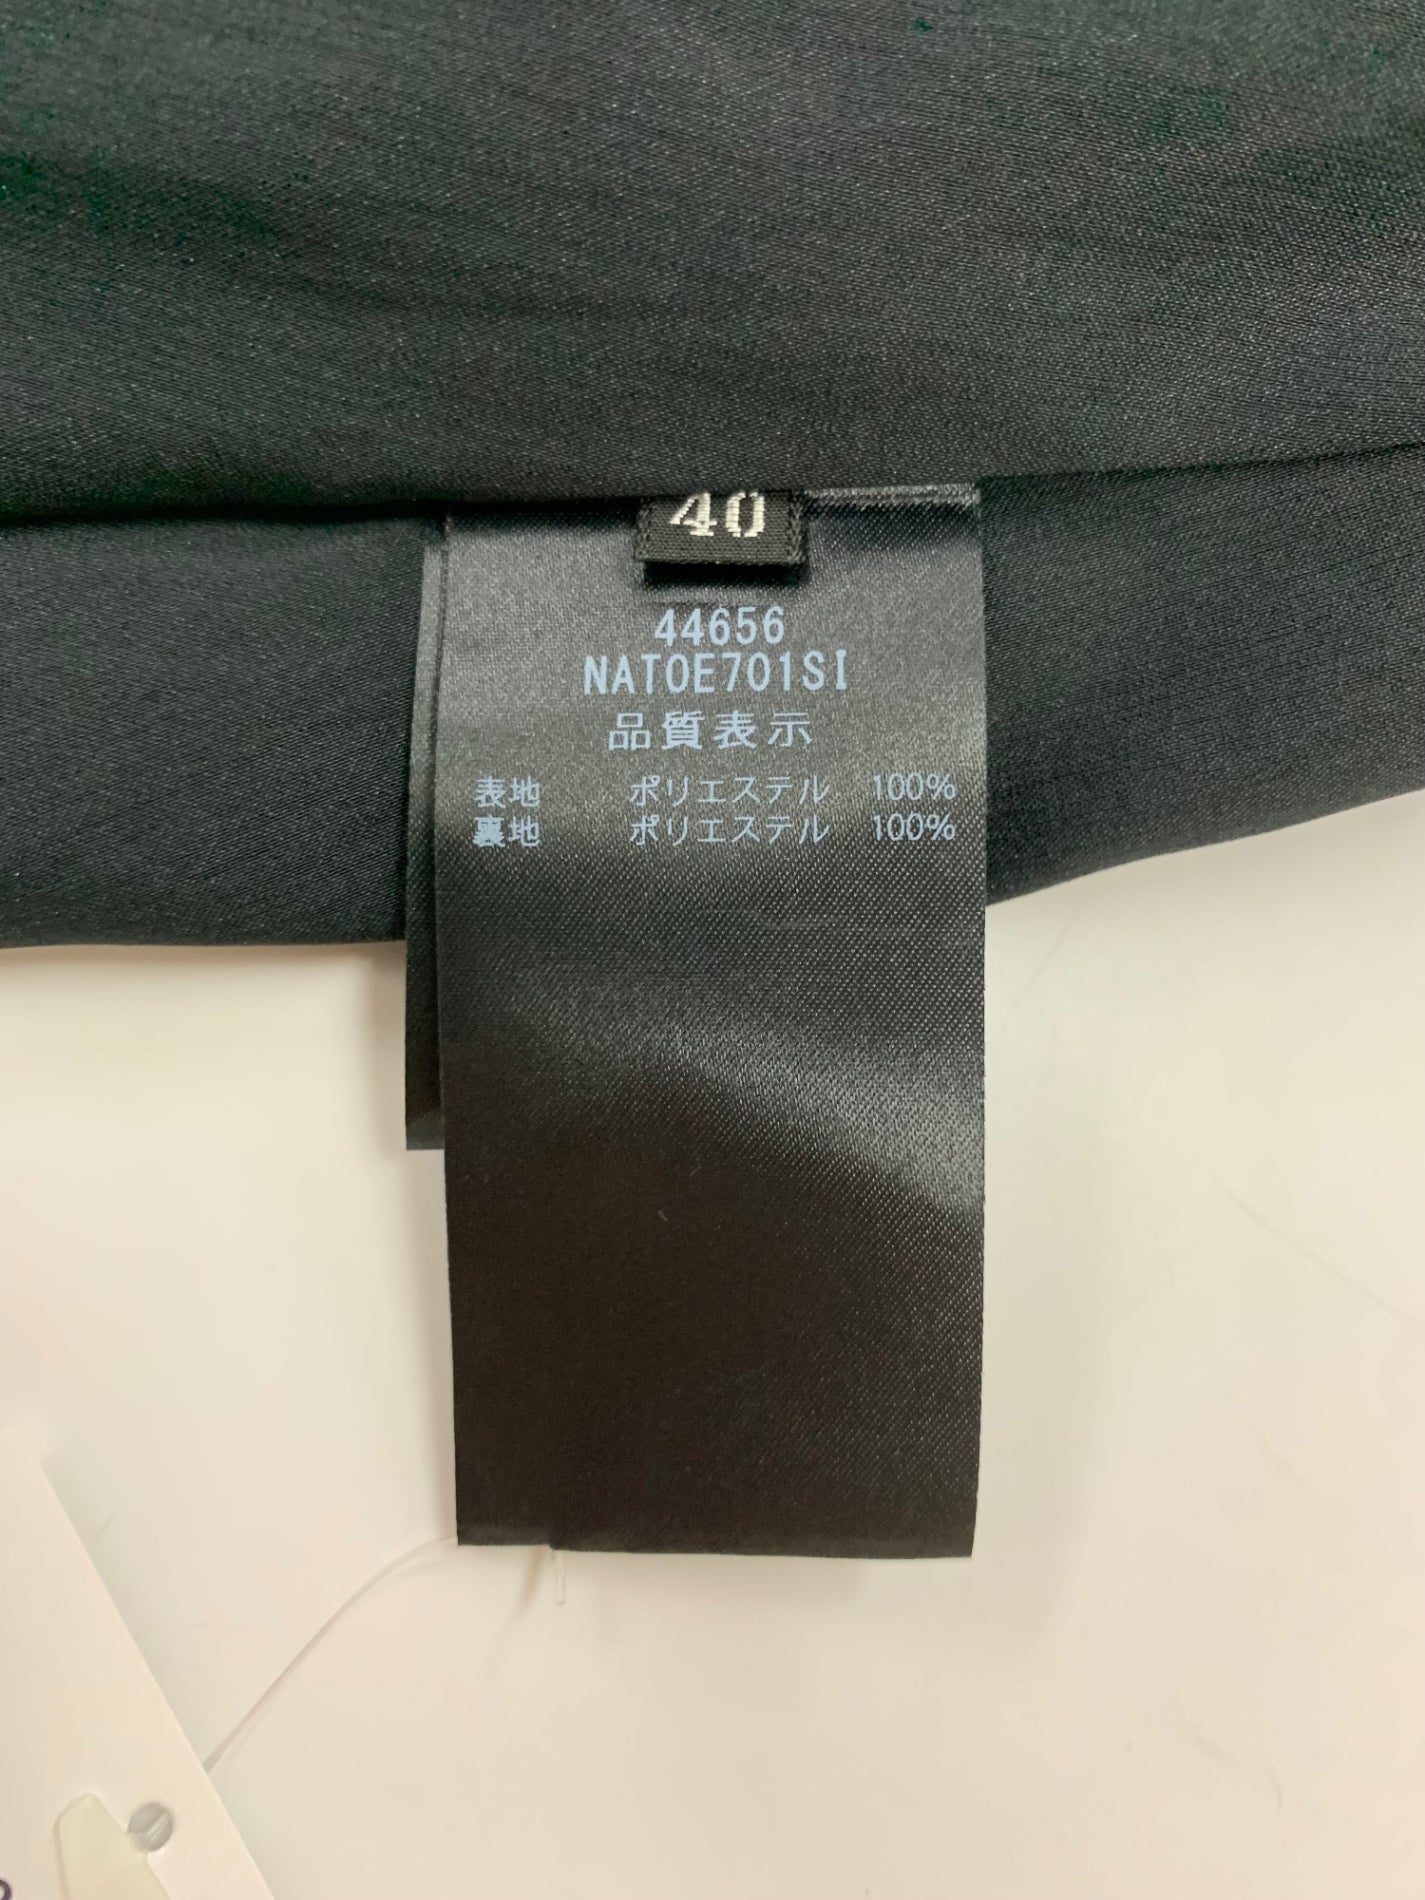 40
44656
NATOE701SI
品質表示
表地 ポリエステル 100%
裏地 ポリエステル 100%